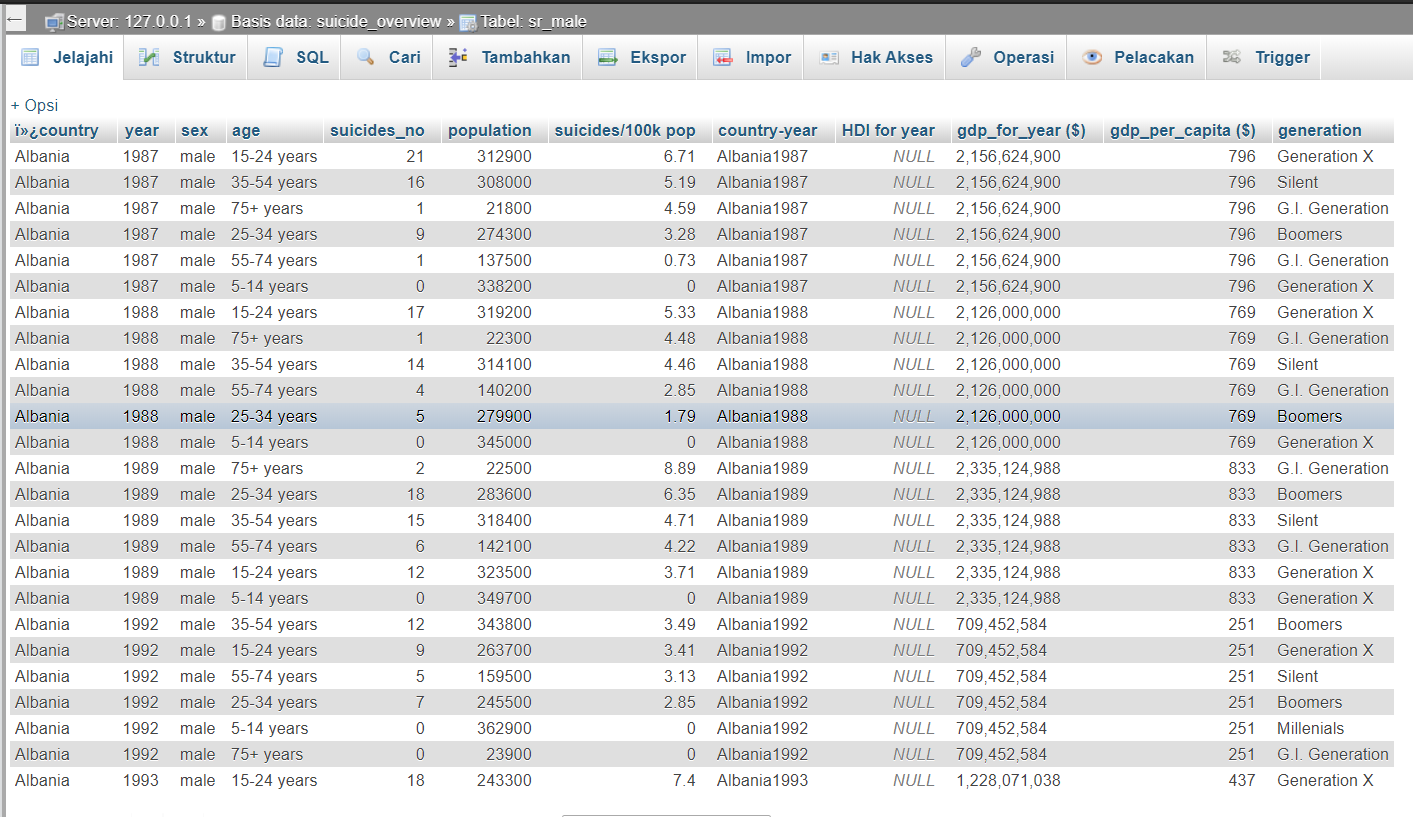 Server: 127.0.0.1 » Basis data: suicide_overview » Tabel: sr_male
Jelajahi Struktur SQL Cari Tambahkan Ekspor Impor Hak Akses Operasi Pelacakan Trigger
+ Opsi
ï»¿country year sex age suicides_no population suicides/100k pop country-year HDI for year gdp_for_year ($) gdp_per_capita ($) generation
Albania 1987 male 15-24 years 21 312900 6.71 Albania1987 NULL 2,156,624,900 796 Generation X
Albania 1987 male 35-54 years 16 308000 5.19 Albania1987 NULL 2,156,624,900 796 Silent
Albania 1987 male 75+ years 1 21800 4.59 Albania1987 NULL 2,156,624,900 796 G.I. Generation
Albania 1987 male 25-34 years 9 274300 3.28 Albania1987 NULL 2,156,624,900 796 Boomers
Albania 1987 male 55-74 years 1 137500 0.73 Albania1987 NULL 2,156,624,900 796 G.I. Generation
Albania 1987 male 5-14 years 0 338200 0 Albania1987 NULL 2,156,624,900 796 Generation X
Albania 1988 male 15-24 years 17 319200 5.33 Albania1988 NULL 2,126,000,000 769 Generation X
Albania 1988 male 75+ years 1 22300 4.48 Albania1988 NULL 2,126,000,000 769 G.I. Generation
Albania 1988 male 35-54 years 14 314100 4.46 Albania1988 NULL 2,126,000,000 769 Silent
Albania 1988 male 55-74 years 4 140200 2.85 Albania1988 NULL 2,126,000,000 769 G.I. Generation
Albania 1988 male 25-34 years 5 279900 1.79 Albania1988 NULL 2,126,000,000 769 Boomers
Albania 1988 male 5-14 years 0 345000 0 Albania1988 NULL 2,126,000,000 769 Generation X
Albania 1989 male 75+ years 2 22500 8.89 Albania1989 NULL 2,335,124,988 833 G.I. Generation
Albania 1989 male 25-34 years 18 283600 6.35 Albania1989 NULL 2,335,124,988 833 Boomers
Albania 1989 male 35-54 years 15 318400 4.71 Albania1989 NULL 2,335,124,988 833 Silent
Albania 1989 male 55-74 years 6 142100 4.22 Albania1989 NULL 2,335,124,988 833 G.I. Generation
Albania 1989 male 15-24 years 12 323500 3.71 Albania1989 NULL 2,335,124,988 833 Generation X
Albania 1989 male 5-14 years 0 349700 0 Albania1989 NULL 2,335,124,988 833 Generation X
Albania 1992 male 35-54 years 12 343800 3.49 Albania1992 NULL 709,452,584 251 Boomers
Albania 1992 male 15-24 years 9 263700 3.41 Albania1992 NULL 709,452,584 251 Generation X
Albania 1992 male 55-74 years 5 159500 3.13 Albania1992 NULL 709,452,584 251 Silent
Albania 1992 male 25-34 years 7 245500 2.85 Albania1992 NULL 709,452,584 251 Boomers
Albania 1992 male 5-14 years 0 362900 0 Albania1992 NULL 709,452,584 251 Millenials
Albania 1992 male 75+ years 0 23900 0 Albania1992 NULL 709,452,584 251 G.I. Generation
Albania 1993 male 15-24 years 18 243300 7.4 Albania1993 NULL 1,228,071,038 437 Generation X